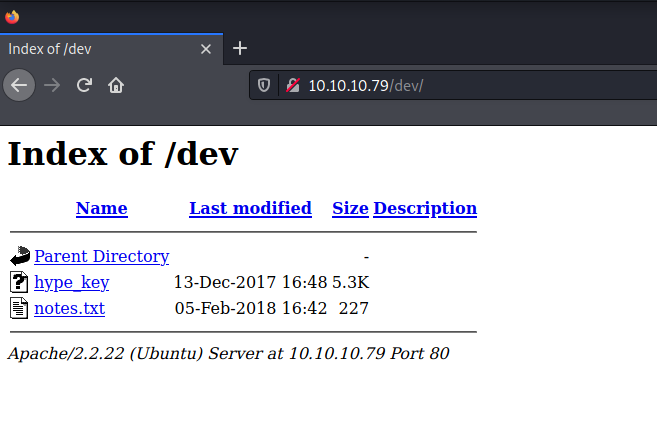 Index of /dev
10.10.10.79/dev/
Index of /dev
Name Last modified Size Description
Parent Directory -
hype_key 13-Dec-2017 16:48 5.3K
notes.txt 05-Feb-2018 16:42 227
Apache/2.2.22 (Ubuntu) Server at 10.10.10.79 Port 80